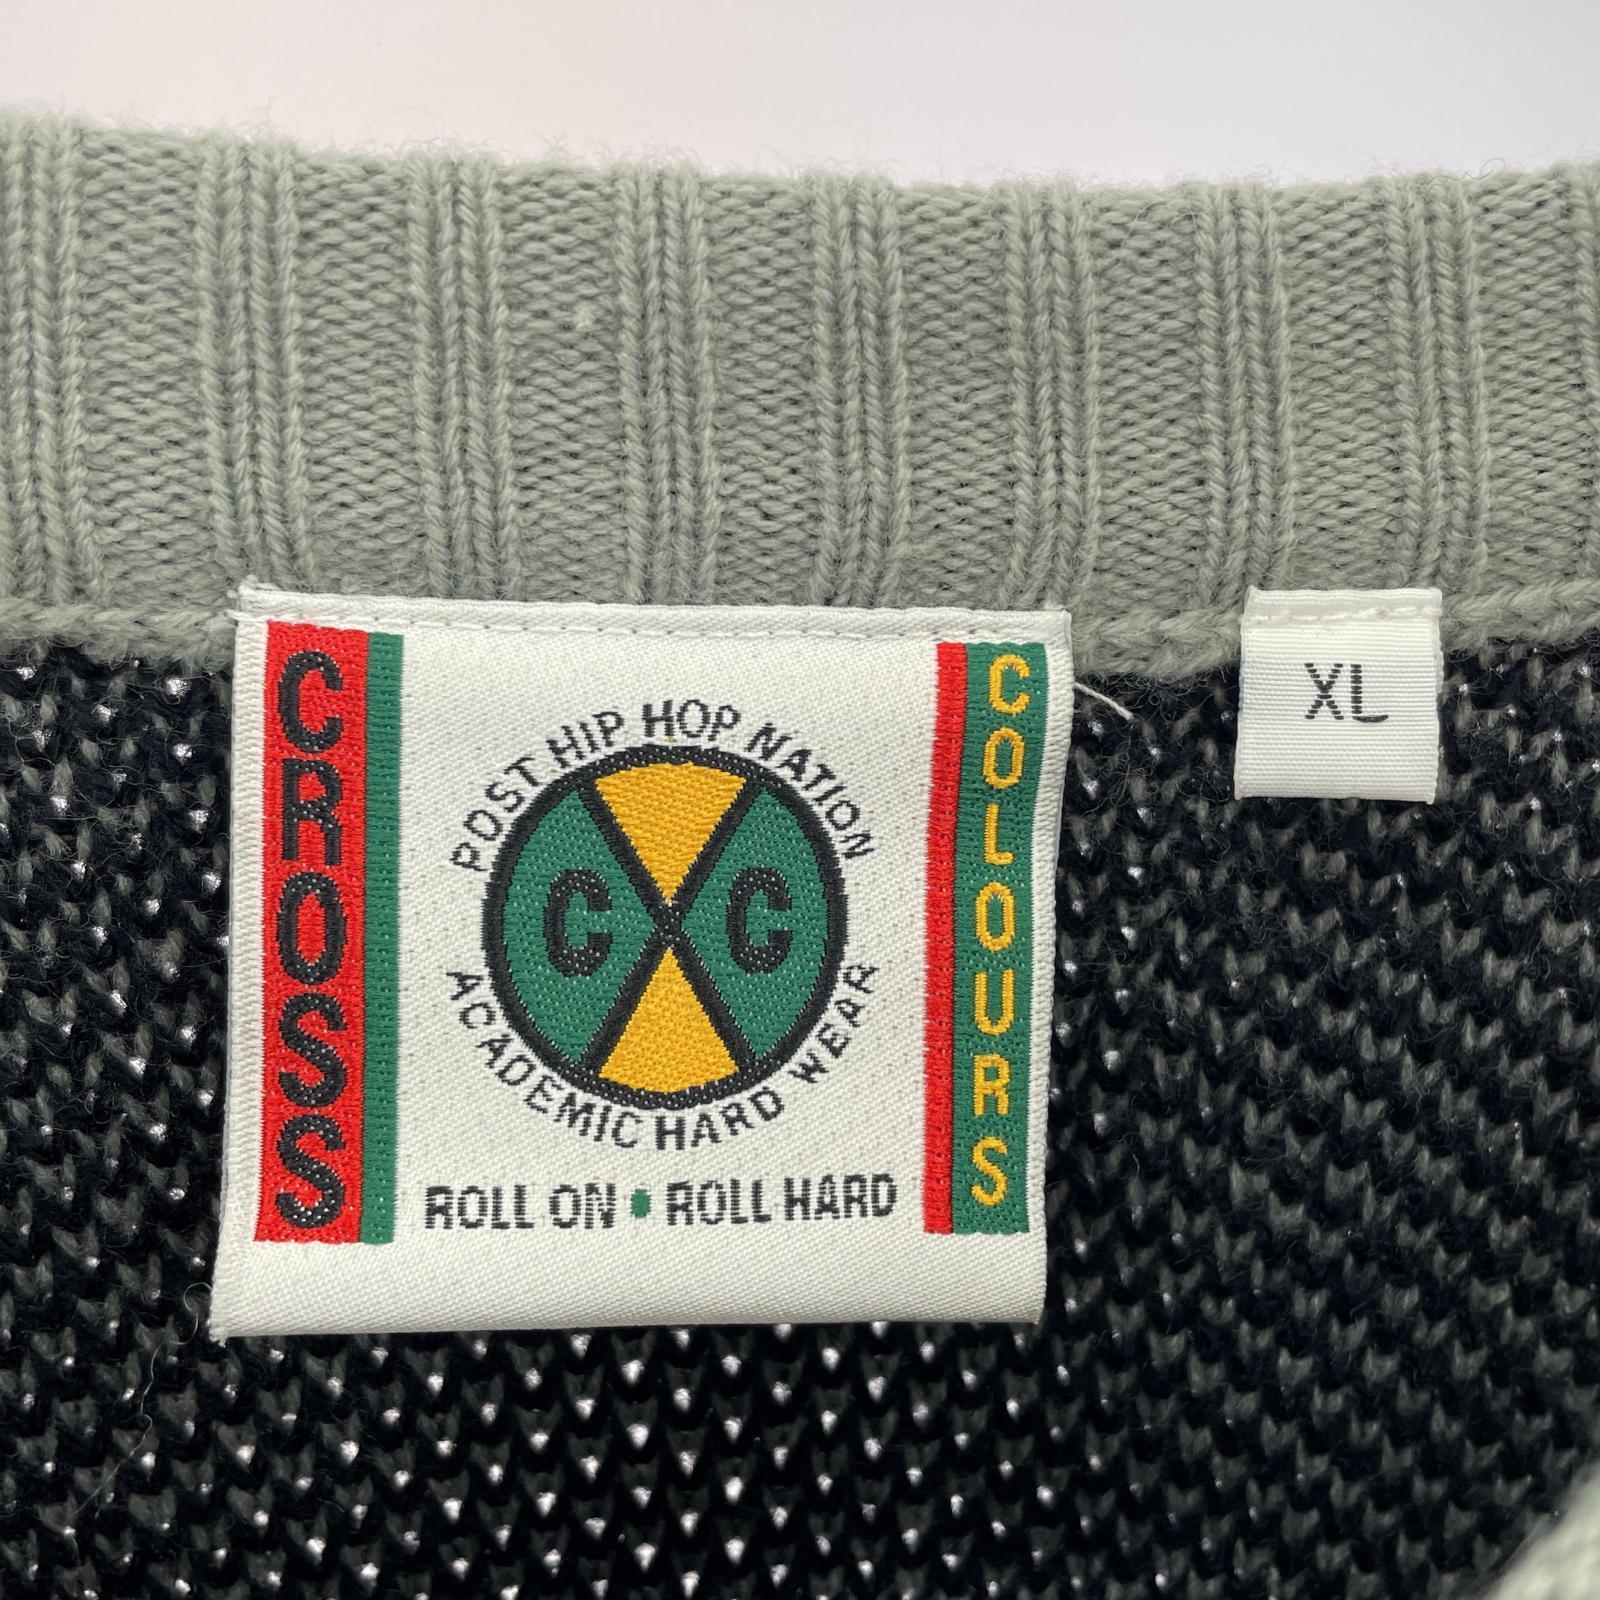 CROSS
COLOURS
POST HIP HOP NATION
C C
ACADEMIC HARD WEAR
ROLL ON • ROLL HARD
XL